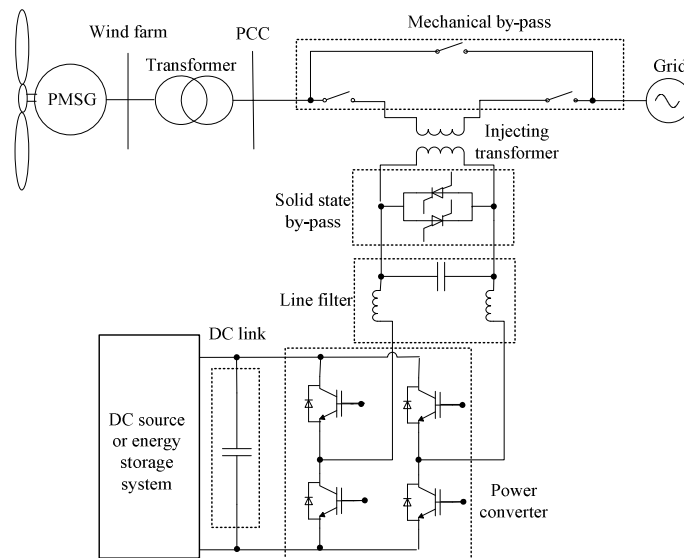 Mechanical by-pass
Wind farm
PCC
Transformer
Grid
PMSG
Injecting
transformer
Solid state
by-pass
Line filter
DC link
DC source
or energy
storage
system
Power
converter